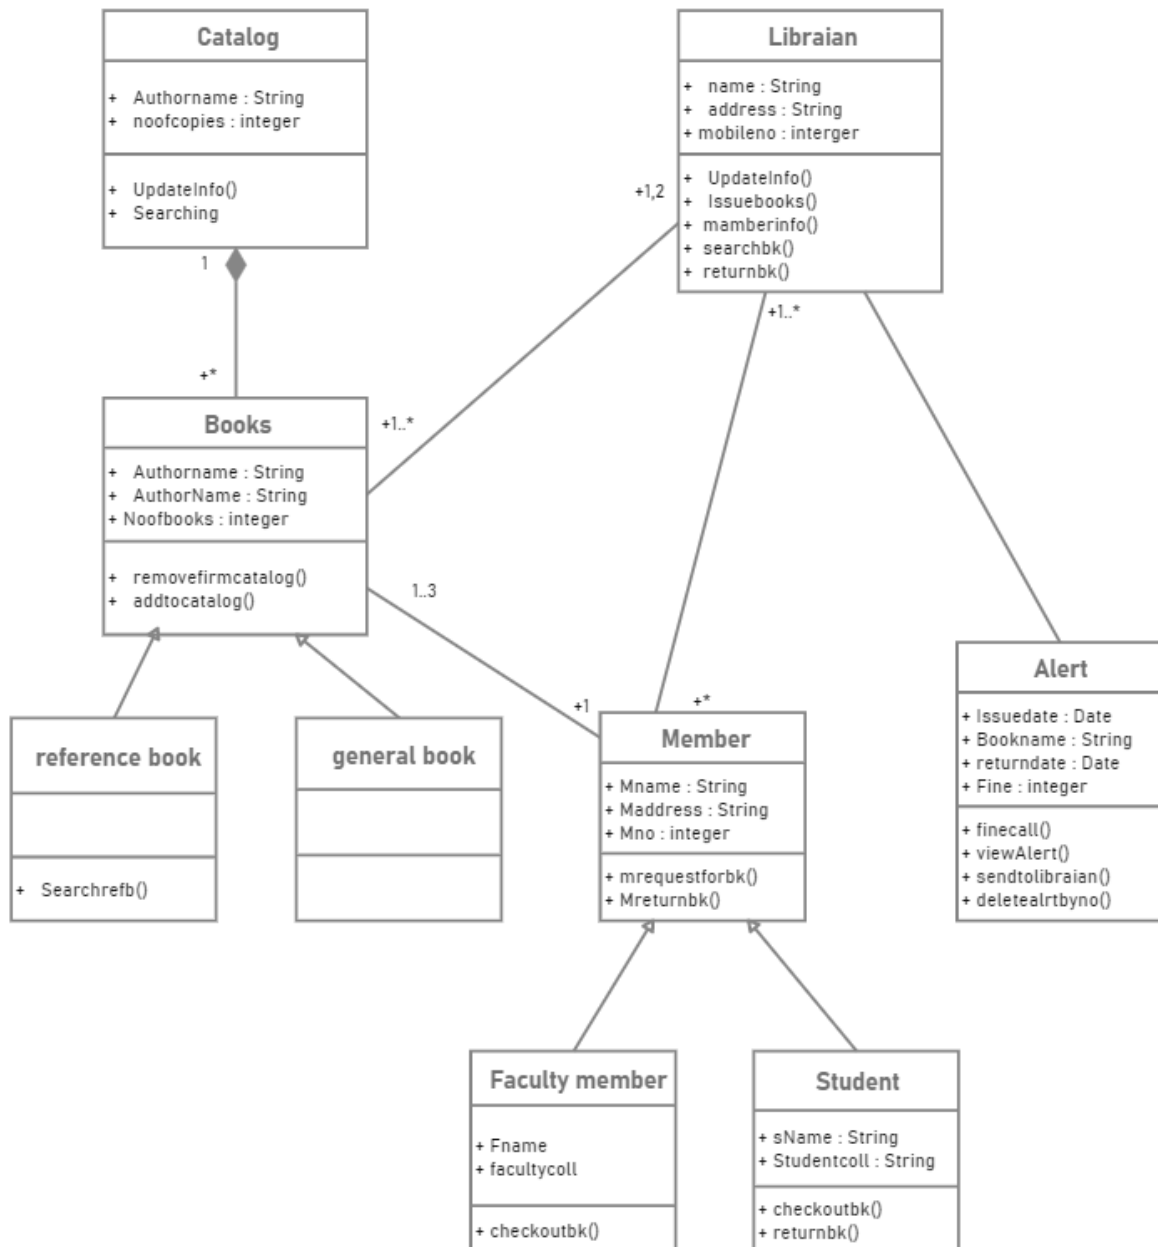 Catalog
+ Authorname : String
+ noofcopies : integer
+ UpdateInfo()
+ Searching
Libraian
+ name : String
+ address : String
+ mobileno : interger
+ UpdateInfo()
+ Issuebooks()
+ mamberinfo()
+ searchbk()
+ returnbk()
+1,2
1
+1..*
+*
+1..*
Books
+ Authorname : String
+ AuthorName : String
+ Noofbooks : integer
+ removefirmcatalog()
+ addtocatalog()
1..3
+1
+*
reference book
+ Searchrefb()
general book
Member
+ Mname : String
+ Maddress : String
+ Mno : integer
+ mrequestforbk()
+ Mreturnbk()
Alert
+ Issuedate : Date
+ Bookname : String
+ returndate : Date
+ Fine : integer
+ finecall()
+ viewAlert()
+ sendtolibraian()
+ deletealrtbyno()
Faculty member
+ Fname
+ facultycoll
+ checkoutbk()
Student
+ sName : String
+ Studentcoll : String
+ checkoutbk()
+ returnbk()